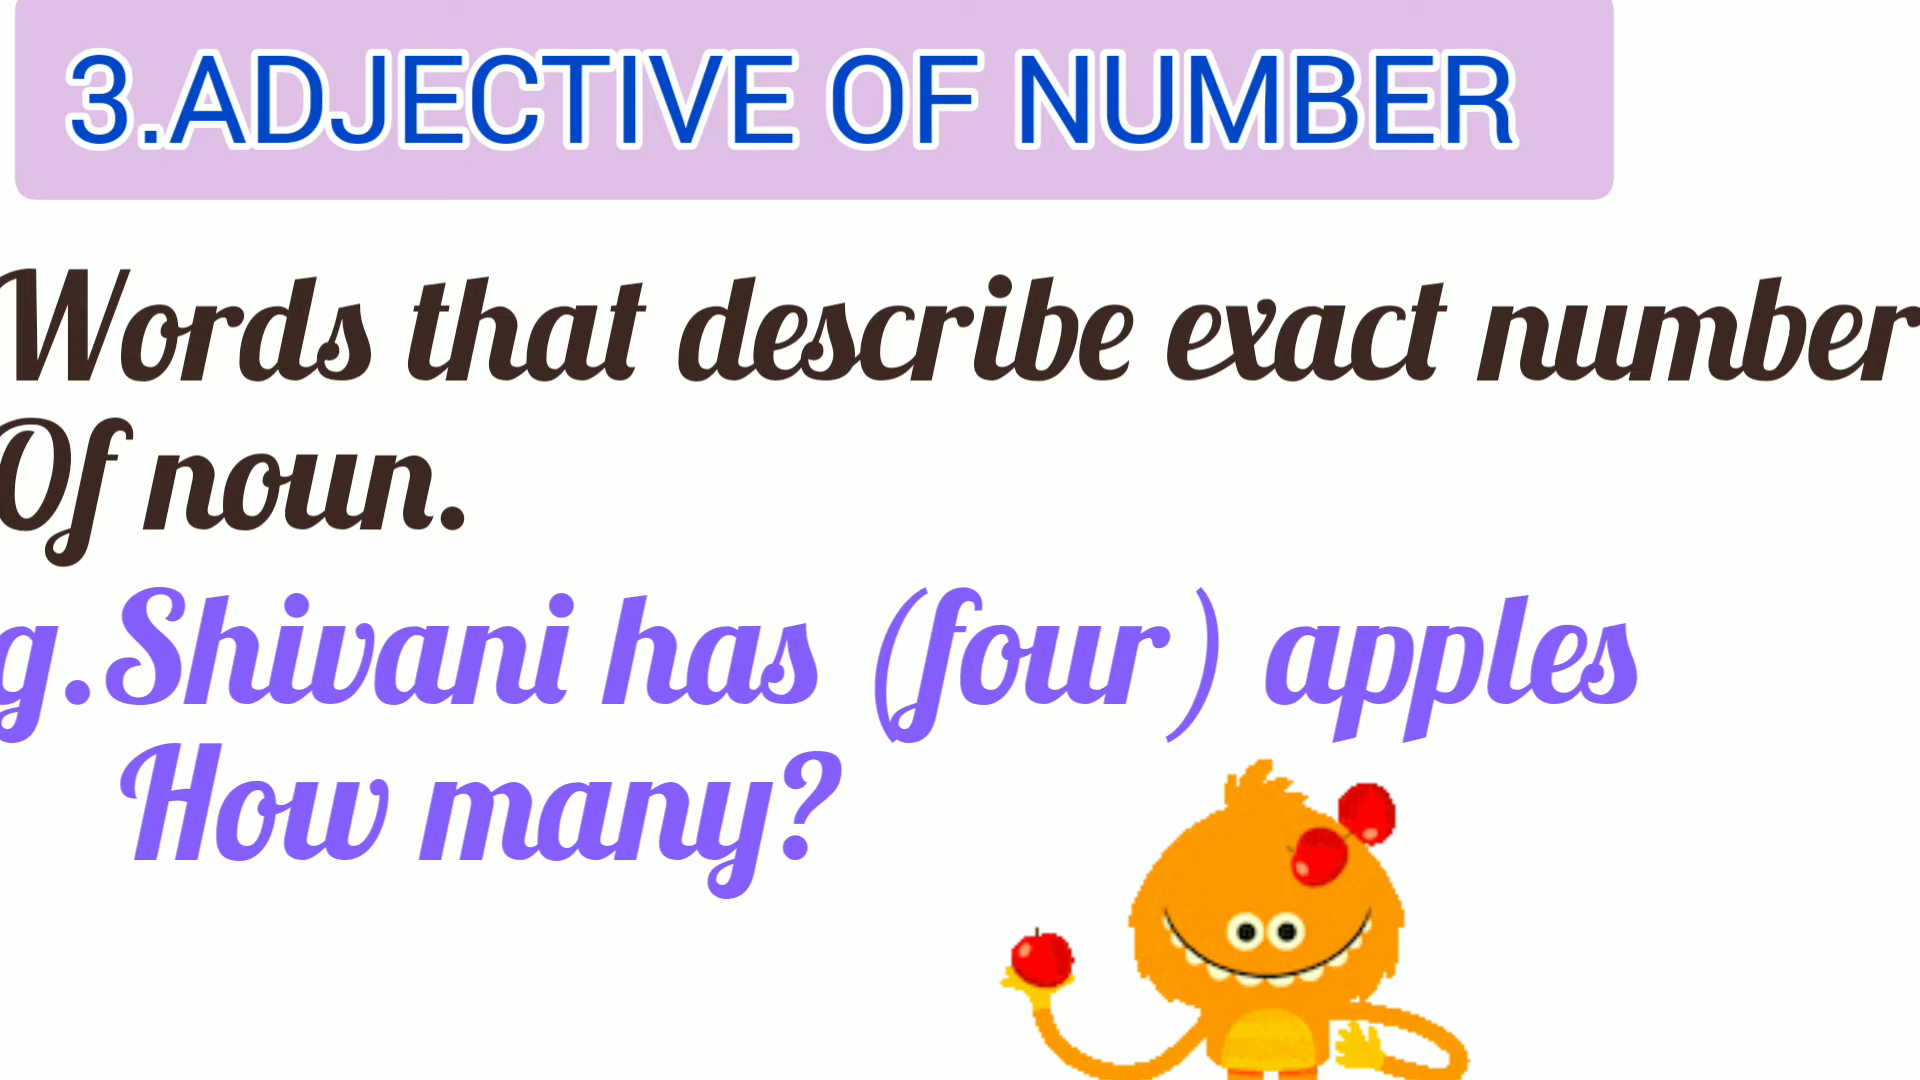 3.ADJECTIVE OF NUMBER
Words that describe exact number
Of noun.
g.Shivani has (four) apples
How many?